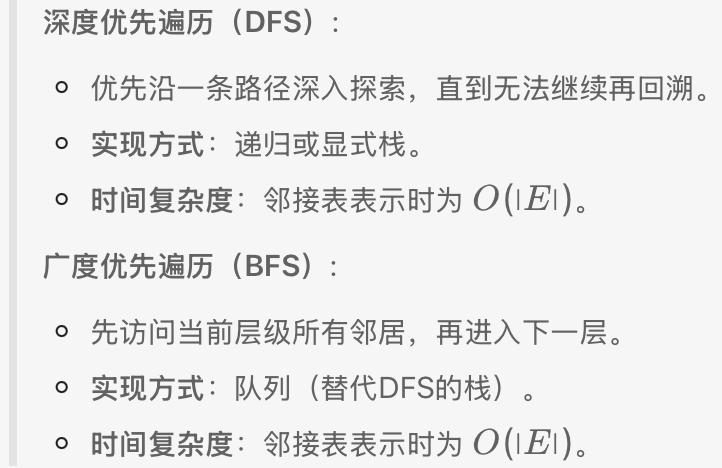 深度优先遍历（DFS）：
优先沿一条路径深入探索，直到无法继续再回溯。
实现方式：递归或显式栈。
时间复杂度：邻接表表示时为 O(|E|)。
广度优先遍历（BFS）：
先访问当前层级所有邻居，再进入下一层。
实现方式：队列（替代DFS的栈）。
时间复杂度：邻接表表示时为 O(|E|)。